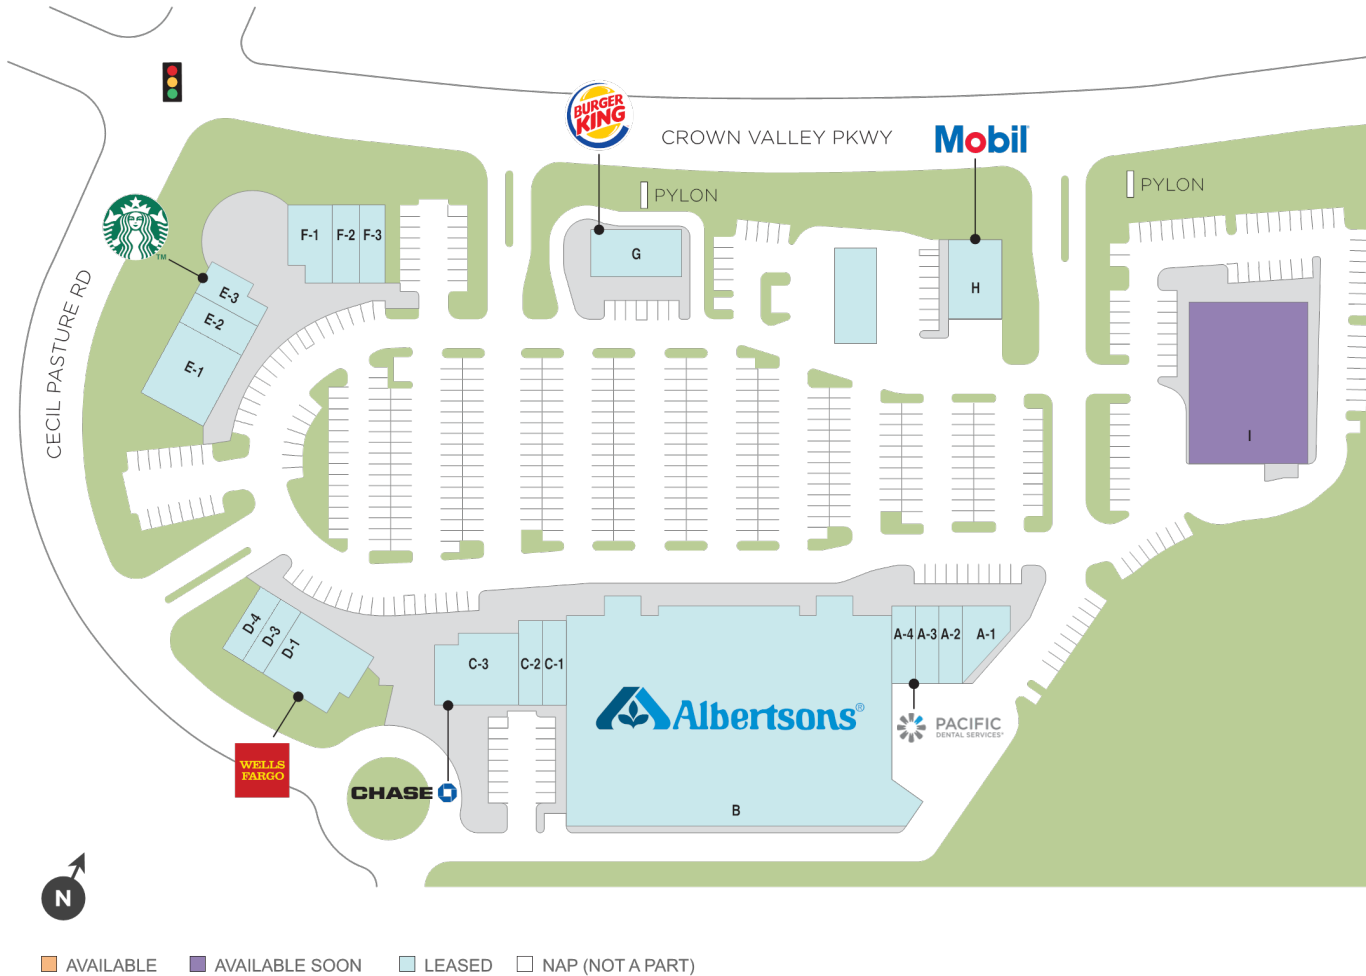 BURGER
KING
CROWN VALLEY PKWY
Mobil
PYLON
PYLON
TM
F-1
F-2
F-3
G
H
E-3
E-2
E-1
CECIL PASTURE RD
I
D-4
D-3
D-1
C-3
C-2
C-1
A-4
A-3
A-2
A-1
Albertsons®
PACIFIC
DENTAL SERVICES®
WELLS
FARGO
CHASE
B
N
AVAILABLE
AVAILABLE SOON
LEASED
NAP (NOT A PART)